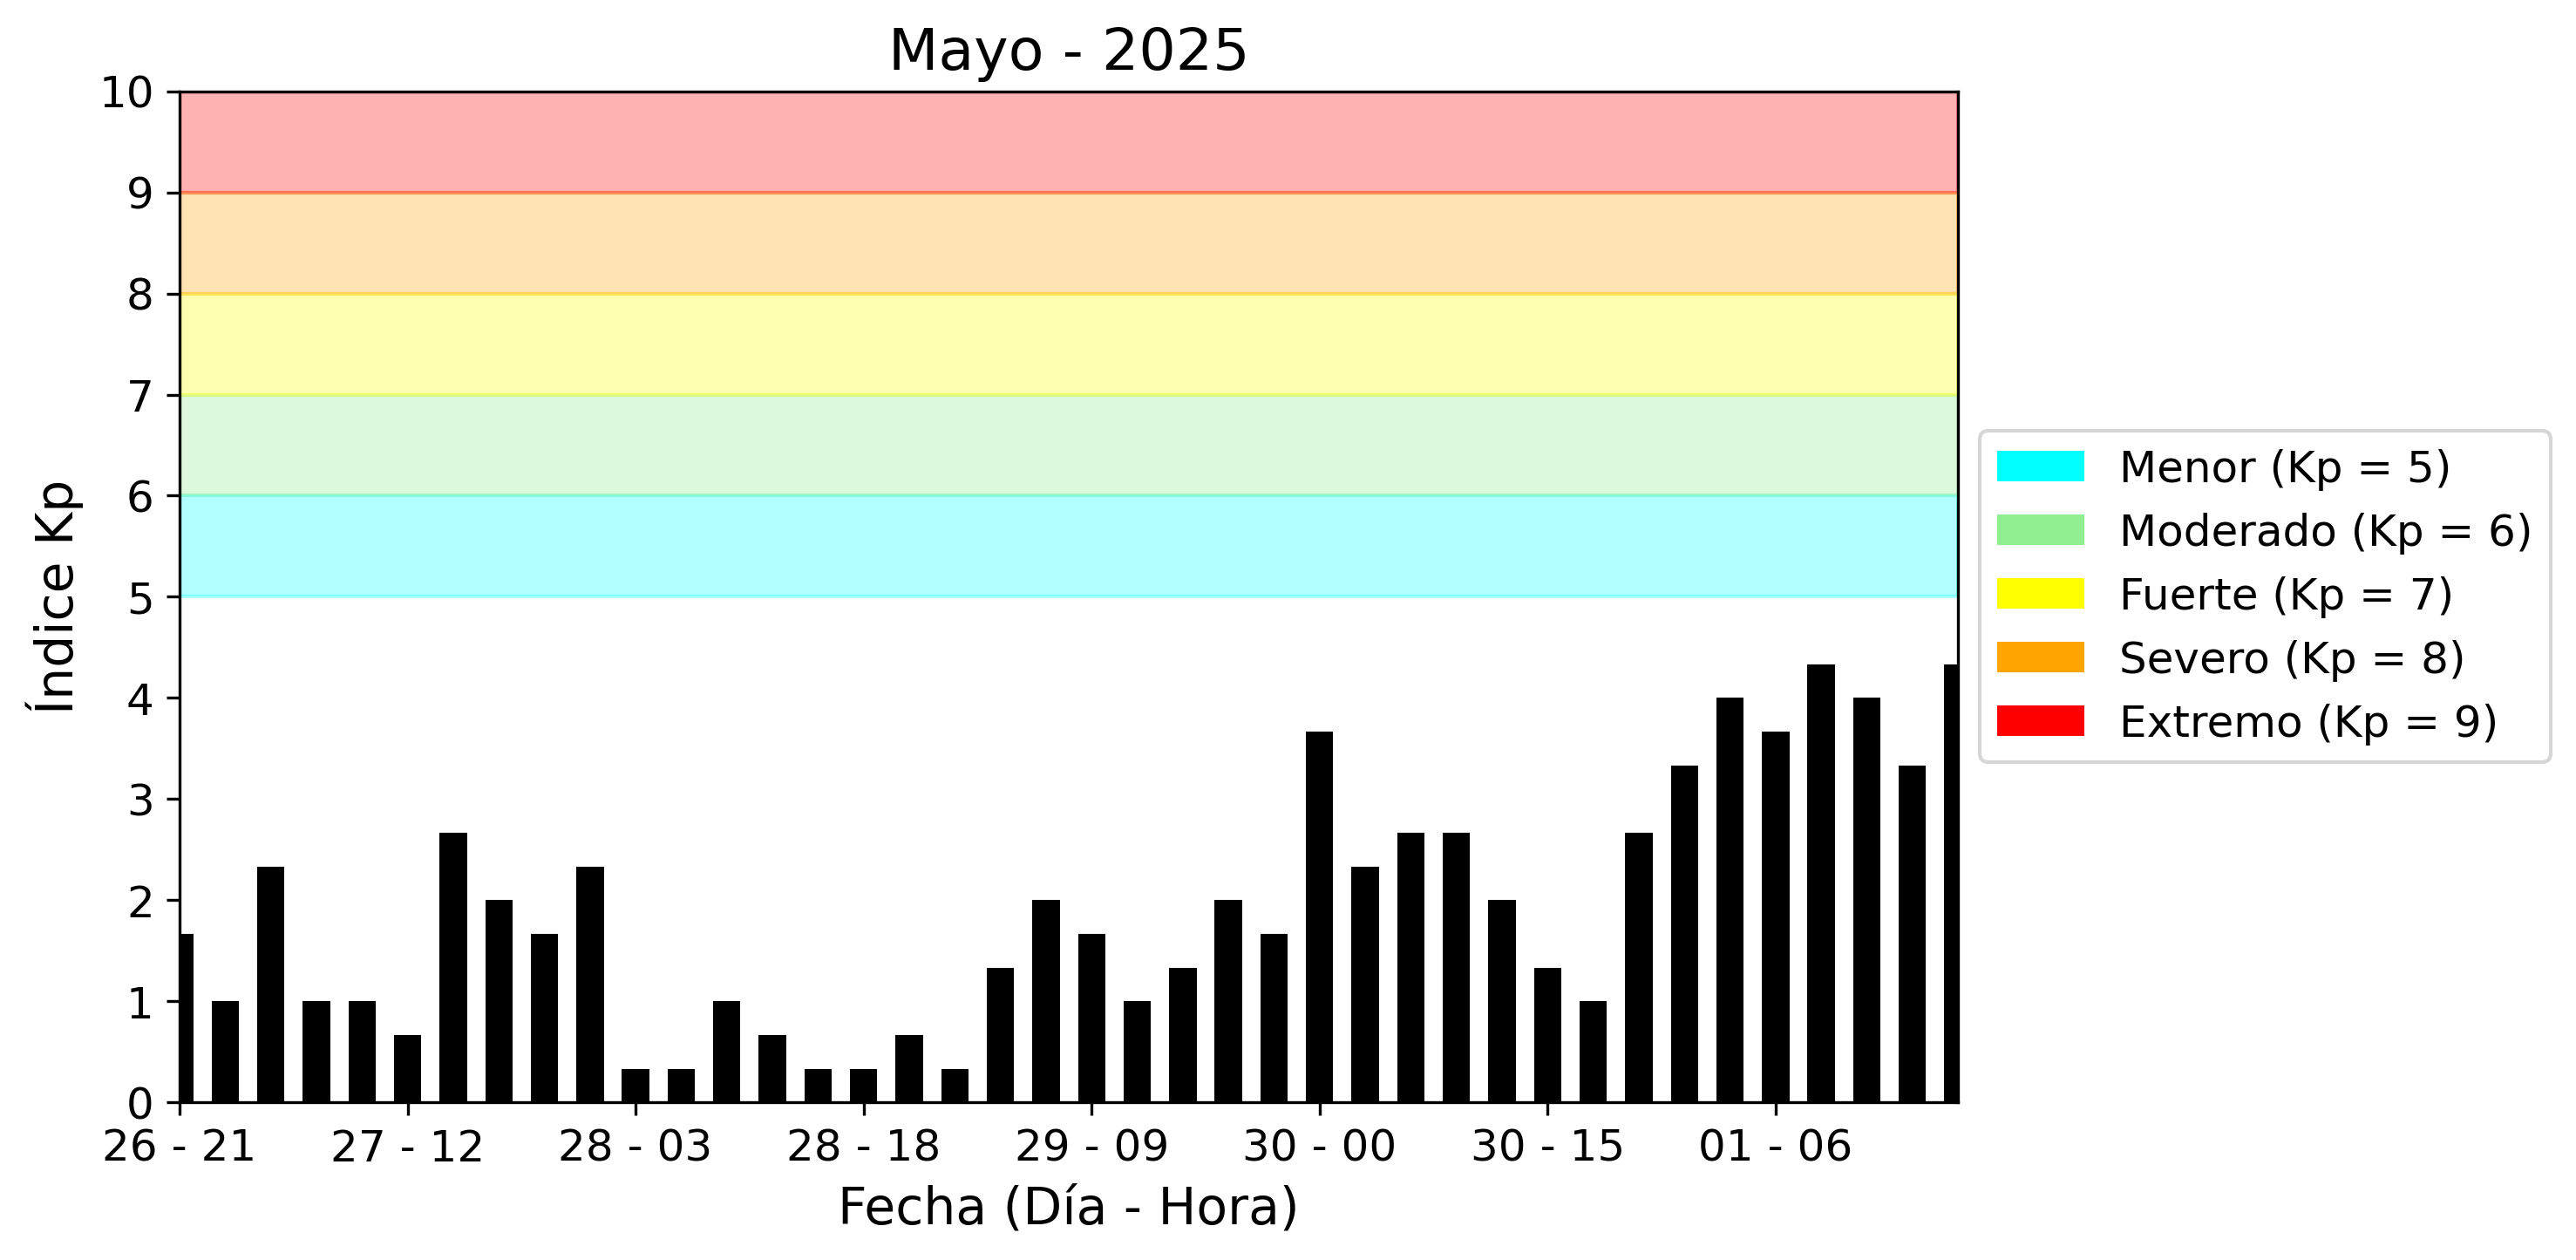 Mayo - 2025
10
9
8
7
6
5
4
3
2
1
0
Índice Kp
26 - 21
27 - 12
28 - 03
28 - 18
29 - 09
30 - 00
30 - 15
01 - 06
Fecha (Día - Hora)
Menor (Kp = 5)
Moderado (Kp = 6)
Fuerte (Kp = 7)
Severo (Kp = 8)
Extremo (Kp = 9)